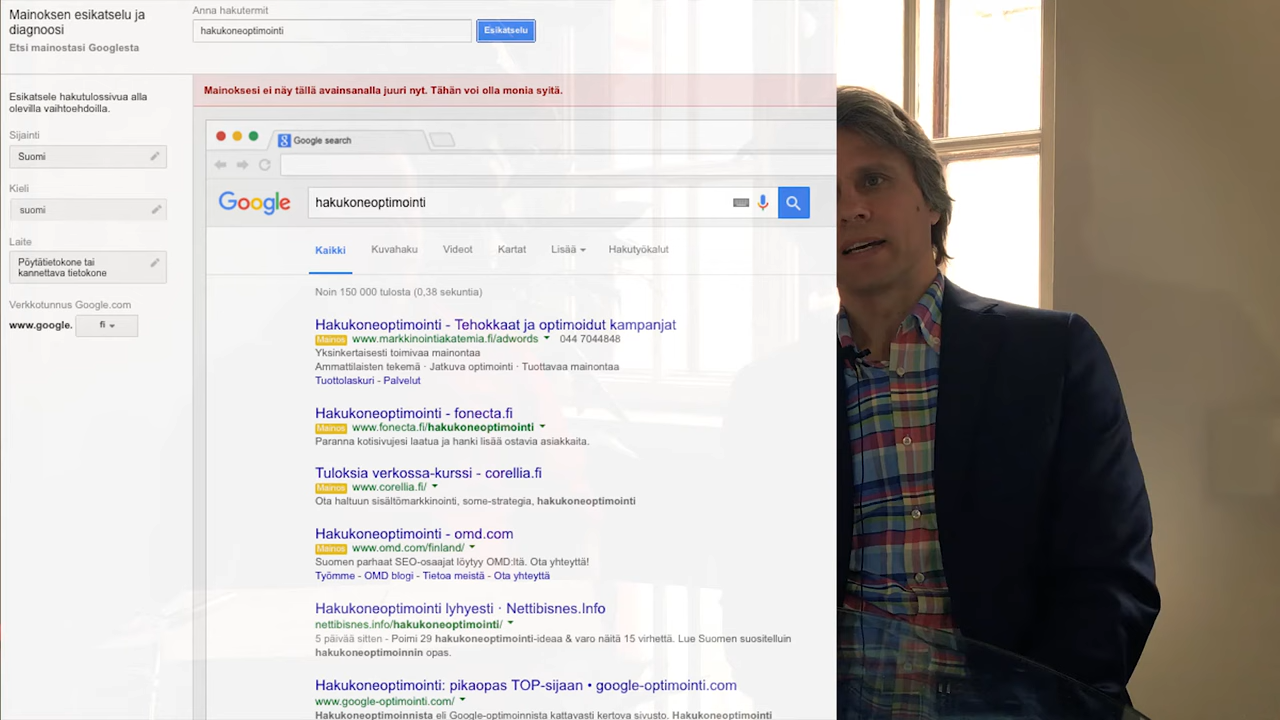 Mainoksen esikatselu ja
diagnoosi
Etsi mainostasi Googlesta
Anna hakutermit
hakukoneoptimointi
Esikatselu
Esikatsele hakutulossivua alla
olevilla vaihtoehdoilla.
Sijainti
Suomi
Kieli
suomi
Laite
Pöytätietokone tai
kannettava tietokone
Verkkotunnus Google.com
www.google. fi
Mainoksesi ei näy tällä avainsanalla juuri nyt. Tähän voi olla monia syitä.
Google search
Google hakukoneoptimointi
Kaikki Kuvahaku Videot Kartat Lisää Hakutyökalut
Noin 150 000 tulosta (0,38 sekuntia)
Hakukoneoptimointi - Tehokkaat ja optimoidut kampanjat
Mainos www.markkinointiakatemia.fi/adwords 044 7044848
Yksinkertaisesti toimivaa mainontaa
Ammattilaisten tekemä · Jatkuva optimointi · Tuottavaa mainontaa
Tuottolaskuri - Palvelut
Hakukoneoptimointi - fonecta.fi
Mainos www.fonecta.fi/hakukoneoptimointi
Paranna kotisivujesi laatua ja hanki lisää ostavia asiakkaita.
Tuloksia verkossa-kurssi - corellia.fi
Mainos www.corellia.fi/
Ota haltuun sisältömarkkinointi, some-strategia, hakukoneoptimointi
Hakukoneoptimointi - omd.com
Mainos www.omd.com/finland/
Suomen parhaat SEO-osaajat löytyy OMD:ltä. Ota yhteyttä!
Työmme - OMD blogi - Tietoa meistä - Ota yhteyttä
Hakukoneoptimointi lyhyesti · Nettibisnes.Info
nettibisnes.info/hakukoneoptimointi/
5 päivää sitten - Poimi 29 hakukoneoptimointi-ideaa & varo näitä 15 virhettä. Lue Suomen suositelluin
hakukoneoptimoinnin opas.
Hakukoneoptimointi: pikaopas TOP-sijaan • google-optimointi.com
www.google-optimointi.com/
Hakukoneoptimoinnista eli Google-optimoinnista kattavasti kertova sivusto. Hakukoneoptimointi